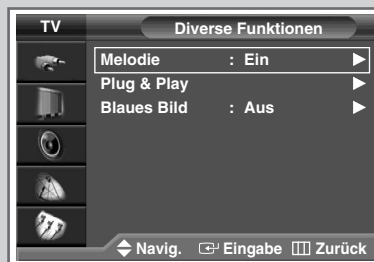 TV
Diverse Funktionen
Melodie : Ein
Plug & Play
Blaues Bild : Aus
Navig. Eingabe Zurück